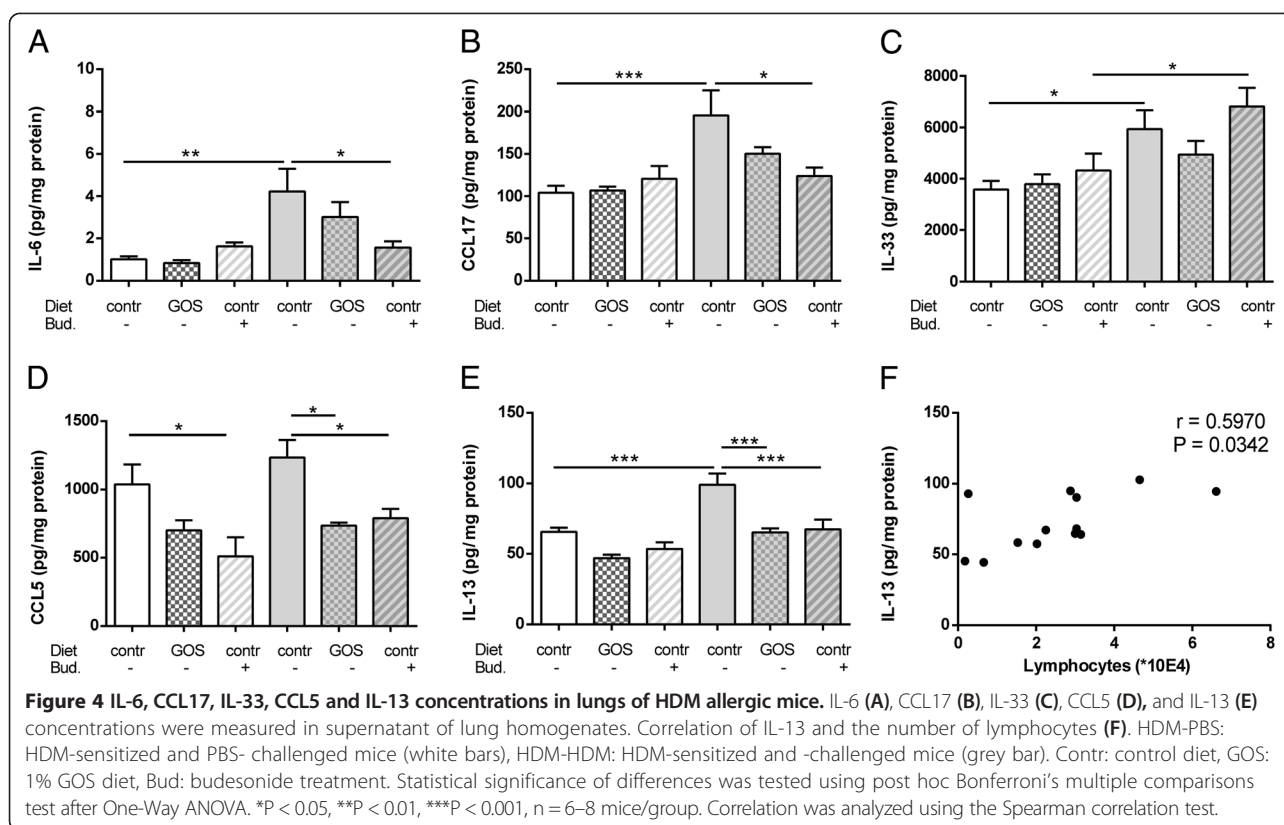 A
10
8
6
4
2
0
IL-6 (pg/mg protein)
**
*
Diet contr GOS contr contr GOS contr
Bud. - - + - - +
B
250
200
150
100
50
0
CCL17 (pg/mg protein)
***
*
contr GOS contr contr GOS contr
- - + - - +
C
8000
6000
4000
2000
0
IL-33 (pg/mg protein)
*
*
contr GOS contr contr GOS contr
- - + - - +
D
1500
1000
500
0
CCL5 (pg/mg protein)
*
*
*
Diet contr GOS contr contr GOS contr
Bud. - - + - - +
E
150
100
50
0
IL-13 (pg/mg protein)
***
***
***
contr GOS contr contr GOS contr
- - + - - +
F
150
100
50
0
IL-13 (pg/mg protein)
r = 0.5970
P = 0.0342
0 2 4 6 8
Lymphocytes (*10E4)
Figure 4 IL-6, CCL17, IL-33, CCL5 and IL-13 concentrations in lungs of HDM allergic mice. IL-6 (A), CCL17 (B), IL-33 (C), CCL5 (D), and IL-13 (E)
concentrations were measured in supernatant of lung homogenates. Correlation of IL-13 and the number of lymphocytes (F). HDM-PBS:
HDM-sensitized and PBS- challenged mice (white bars), HDM-HDM: HDM-sensitized and -challenged mice (grey bar). Contr: control diet, GOS:
1% GOS diet, Bud: budesonide treatment. Statistical significance of differences was tested using post hoc Bonferroni's multiple comparisons
test after One-Way ANOVA. *P < 0.05, **P < 0.01, ***P < 0.001, n = 6–8 mice/group. Correlation was analyzed using the Spearman correlation test.